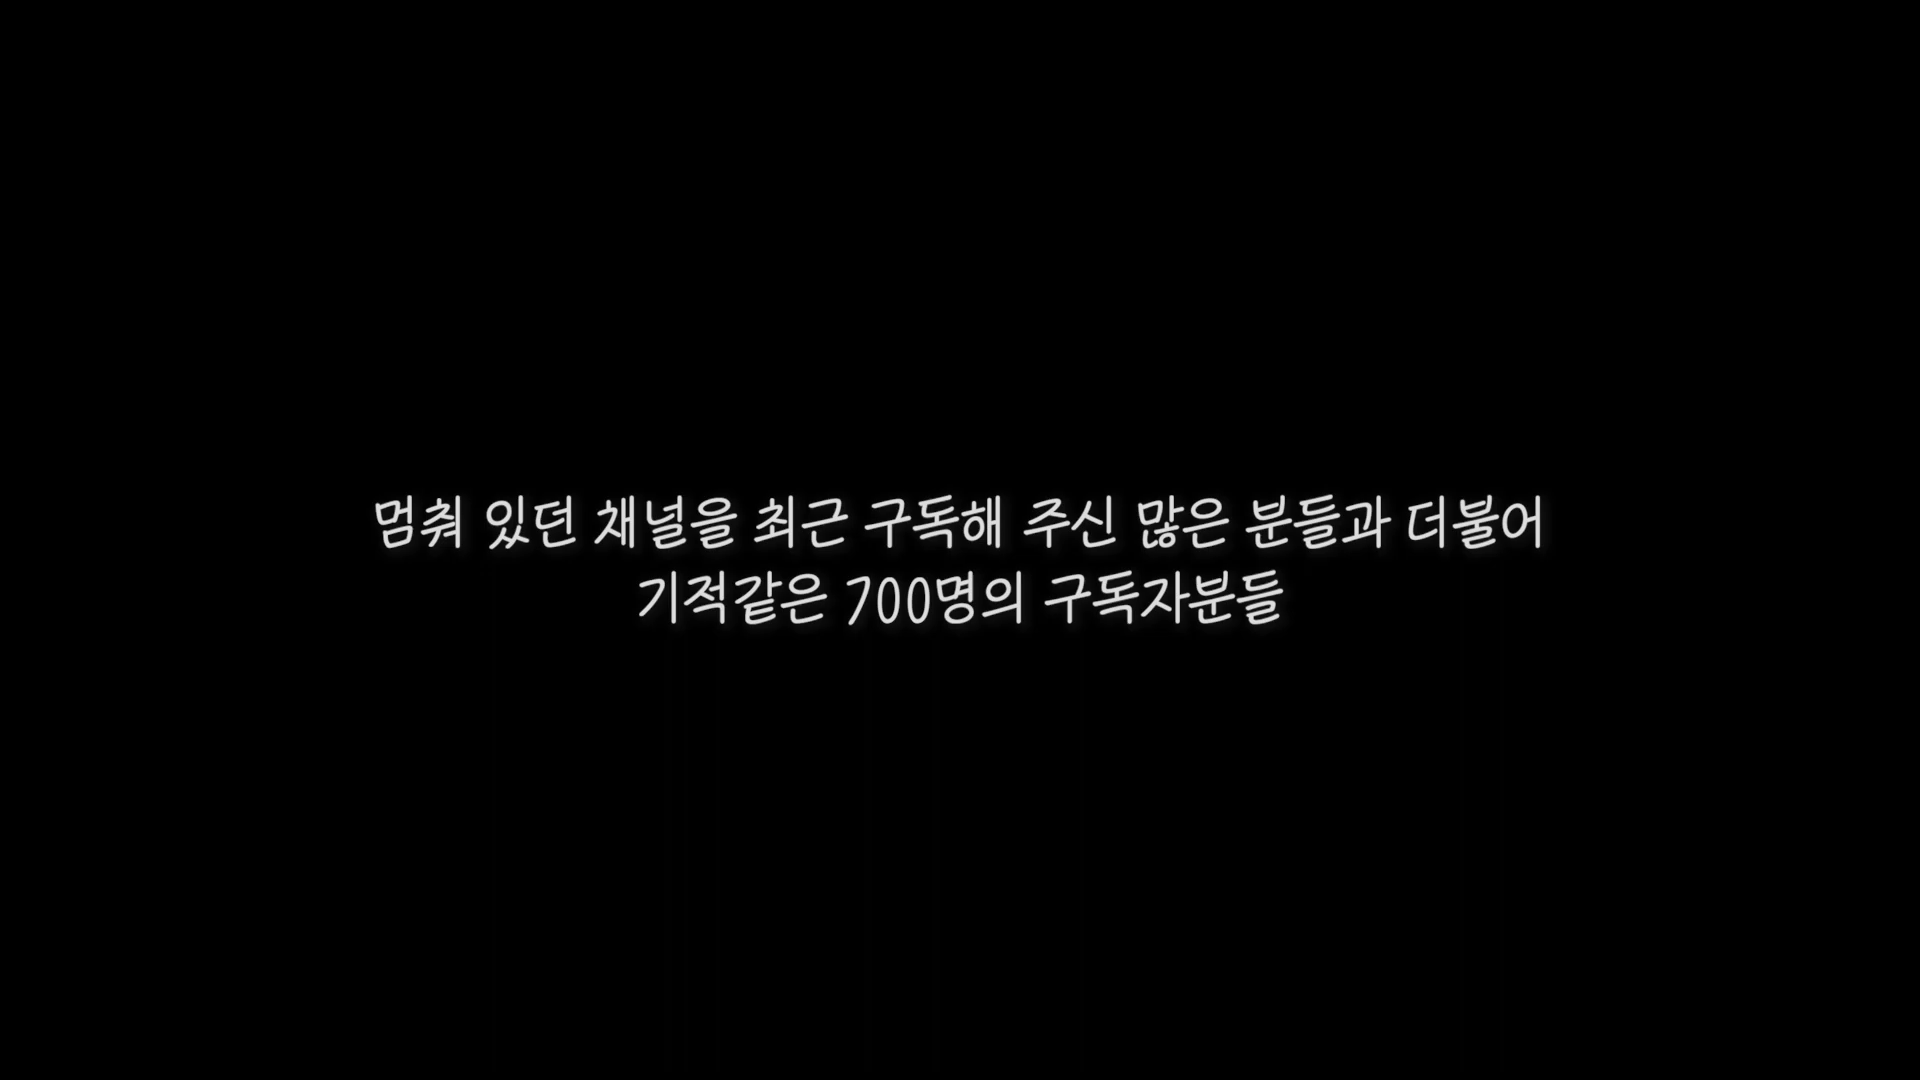 멈춰 있던 채널을 최근 구독해 주신 많은 분들과 더불어
기적같은 700명의 구독자분들